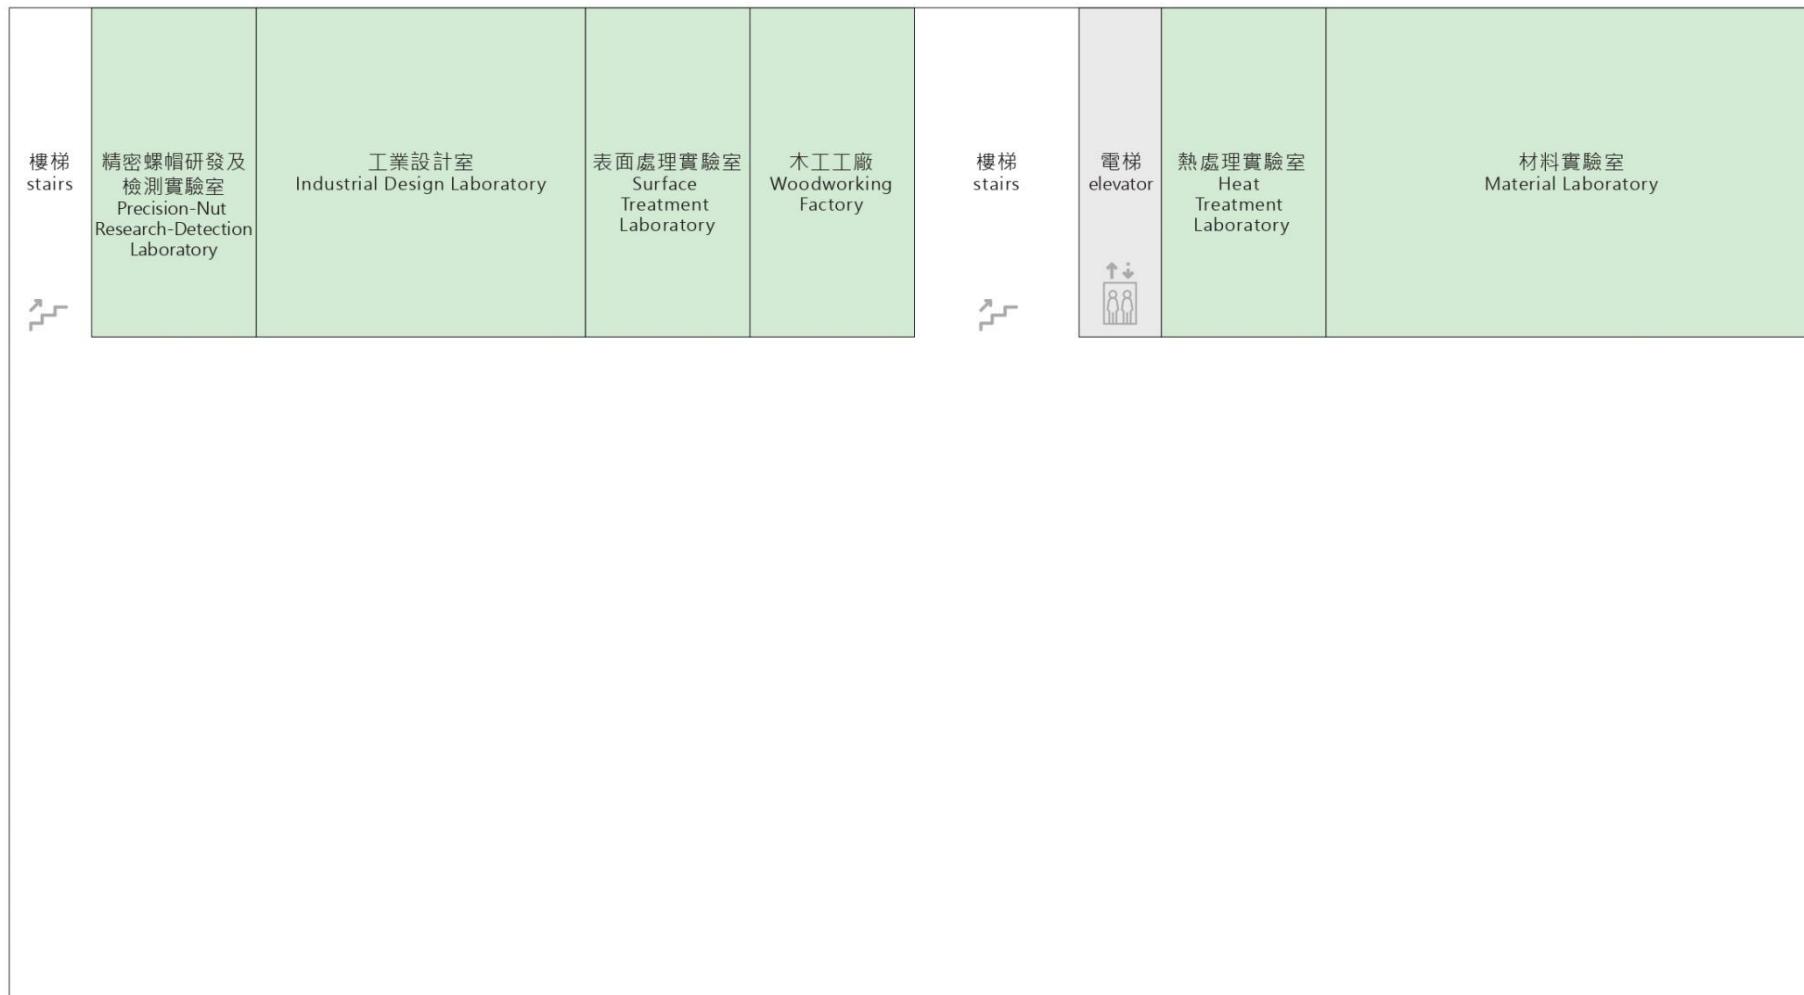 樓梯
stairs
精密螺帽研發及
檢測實驗室
Precision-Nut
Research-Detection
Laboratory
工業設計室
Industrial Design Laboratory
表面處理實驗室
Surface
Treatment
Laboratory
木工工廠
Woodworking
Factory
樓梯
stairs
電梯
elevator
熱處理實驗室
Heat
Treatment
Laboratory
材料實驗室
Material Laboratory